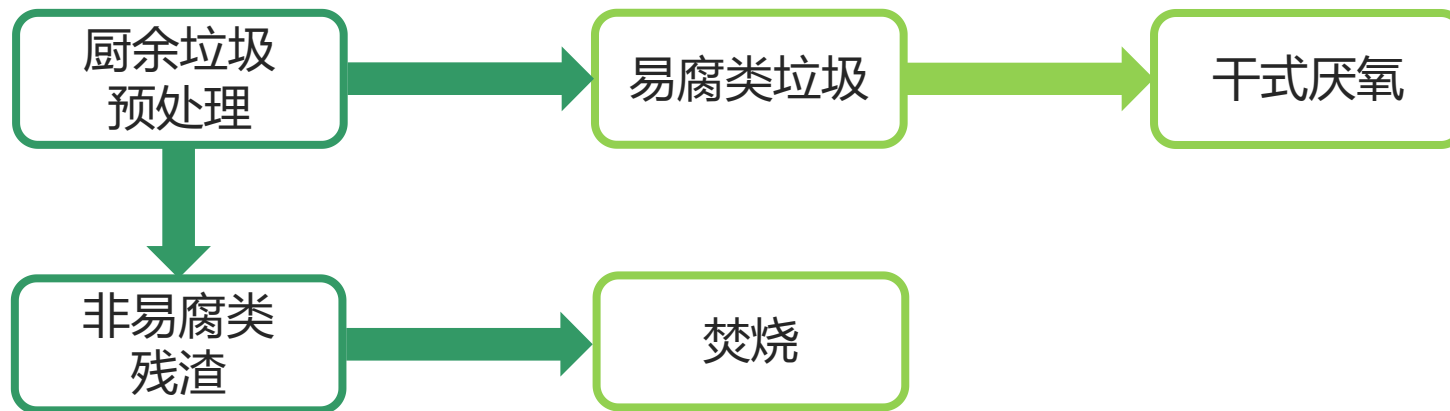 厨余垃圾
预处理
易腐类垃圾
干式厌氧
非易腐类
残渣
焚烧